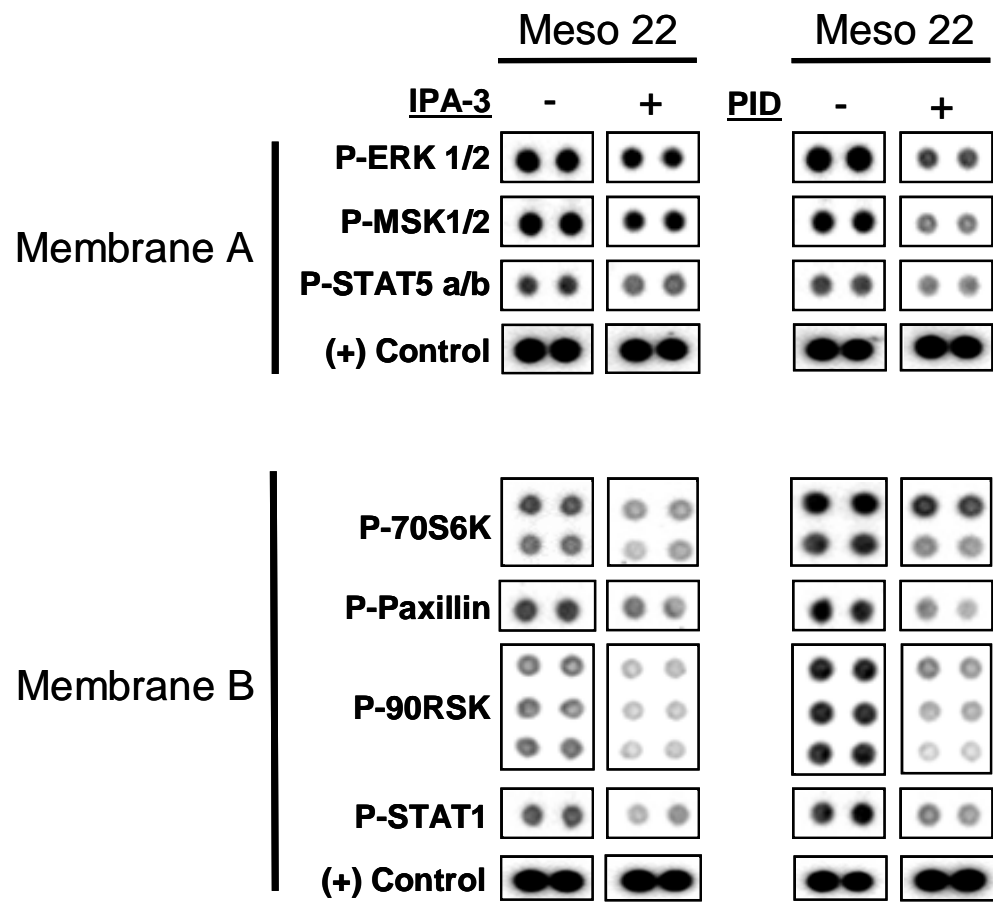 Meso 22 Meso 22
IPA-3 - + PID - +
P-ERK 1/2
P-MSK1/2
Membrane A
P-STAT5 a/b
(+) Control
P-70S6K
P-Paxillin
Membrane B
P-90RSK
P-STAT1
(+) Control